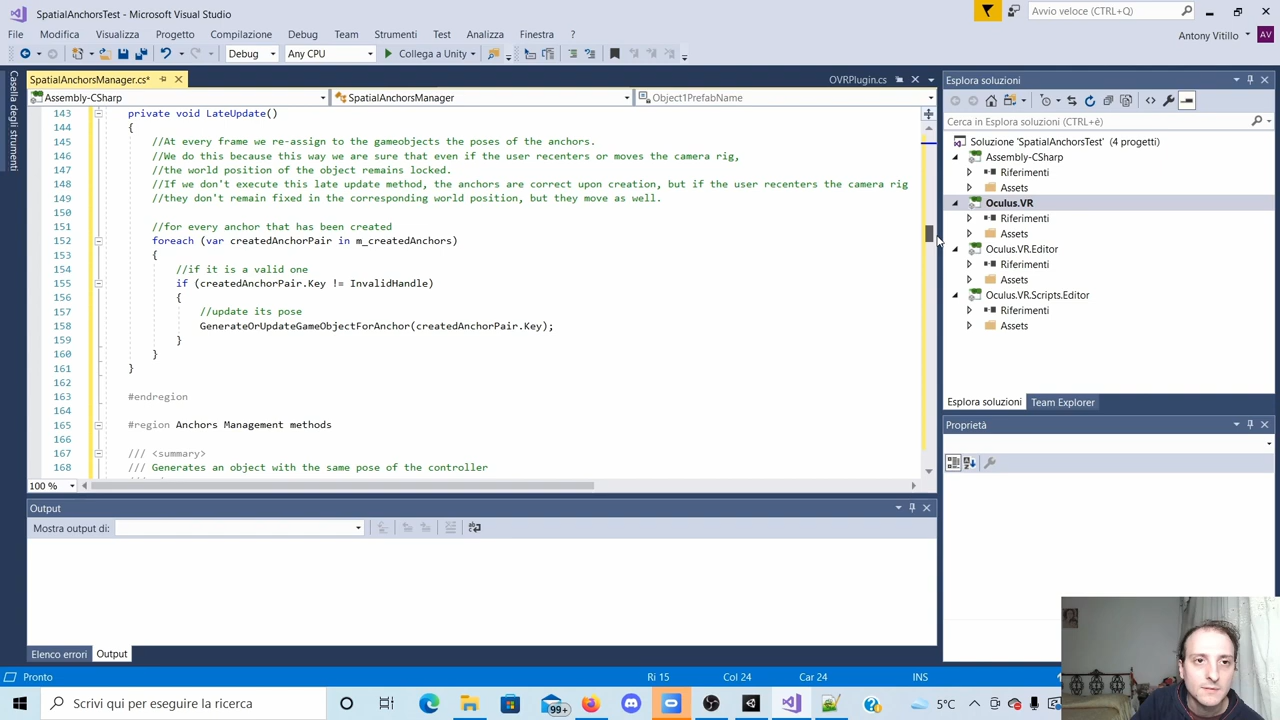 SpatialAnchorsTest - Microsoft Visual Studio
Avvio veloce (CTRL+Q)
File Modifica Visualizza Progetto Compilazione Debug Team Strumenti Test Analizza Finestra ?
Antony Vitillo AV
Debug Any CPU Collega a Unity
Casella degli strumenti
SpatialAnchorsManager.cs* OVRPlugin.cs
Assembly-CSharp SpatialAnchorsManager Object1PrefabName
143 private void LateUpdate()
144 {
145 //At every frame we re-assign to the gameobjects the poses of the anchors.
146 //We do this because this way we are sure that even if the user recenters or moves the camera rig,
147 //the world position of the object remains locked.
148 //If we don't execute this late update method, the anchors are correct upon creation, but if the user recenters the camera rig
149 //they don't remain fixed in the corresponding world position, but they move as well.
150
151 //for every anchor that has been created
152 foreach (var createdAnchorPair in m_createdAnchors)
153 {
154 //if it is a valid one
155 if (createdAnchorPair.Key != InvalidHandle)
156 {
157 //update its pose
158 GenerateOrUpdateGameObjectForAnchor(createdAnchorPair.Key);
159 }
160 }
161 }
162
163 #endregion
164
165 #region Anchors Management methods
166
167 /// <summary>
168 /// Generates an object with the same pose of the controller
100 %
Esplora soluzioni
Cerca in Esplora soluzioni (CTRL+è)
Soluzione 'SpatialAnchorsTest' (4 progetti)
Assembly-CSharp
Riferimenti
Assets
Oculus.VR
Riferimenti
Assets
Oculus.VR.Editor
Riferimenti
Assets
Oculus.VR.Scripts.Editor
Riferimenti
Assets
Esplora soluzioni Team Explorer
Proprietà
Output
Mostra output di:
Elenco errori Output
Pronto Ri 15 Col 24 Car 24 INS
Scrivi qui per eseguire la ricerca
99+
5°C